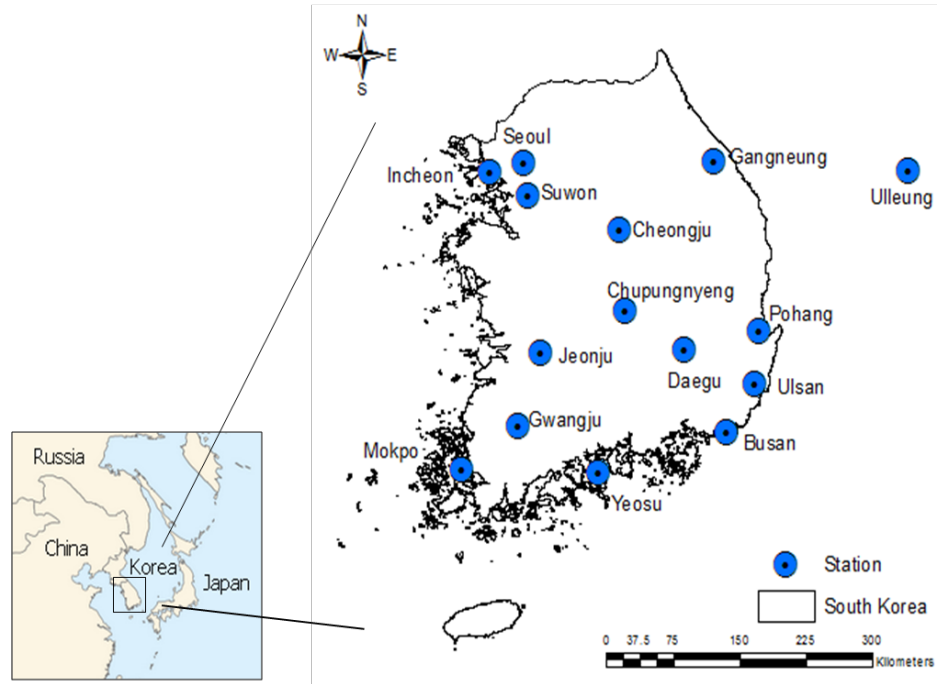 N
W E
S
Seoul
Incheon
Suwon
Gangneung
Ulleung
Cheongju
Chupungnyeng
Pohang
Jeonju
Daegu
Ulsan
Gwangju
Busan
Mokpo
Yeosu
Russia
China
Korea
Japan
Station
South Korea
0 37.5 75 150 225 300
Kilometers